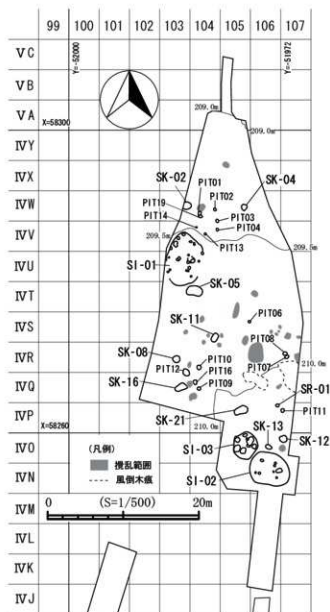 99 100 101 102 103 104 105 106 107
Y=-52000
Y=-51972
ⅤC
ⅤB
ⅤA
X=58300
209.0m
209.0m
ⅣY
ⅣX
ⅣW
SK-02
PIT01
PIT02
SK-04
PIT19
PIT03
PIT14
PIT04
ⅣV
PIT13
209.5m
209.5m
ⅣU
SI-01
SK-05
ⅣT
ⅣS
PIT06
SK-11
PIT08
ⅣR
SK-08
PIT10
PIT07
210.0m
PIT12
PIT16
ⅣQ
SK-16
PIT09
SR-01
ⅣP
PIT11
X=58260
SK-21
210.0m
SK-13
SK-12
ⅣO
(凡例)
SI-03
攪乱範囲
SI-02
ⅣN
風倒木痕
0 (S=1/500) 20m
ⅣM
ⅣL
ⅣK
ⅣJ